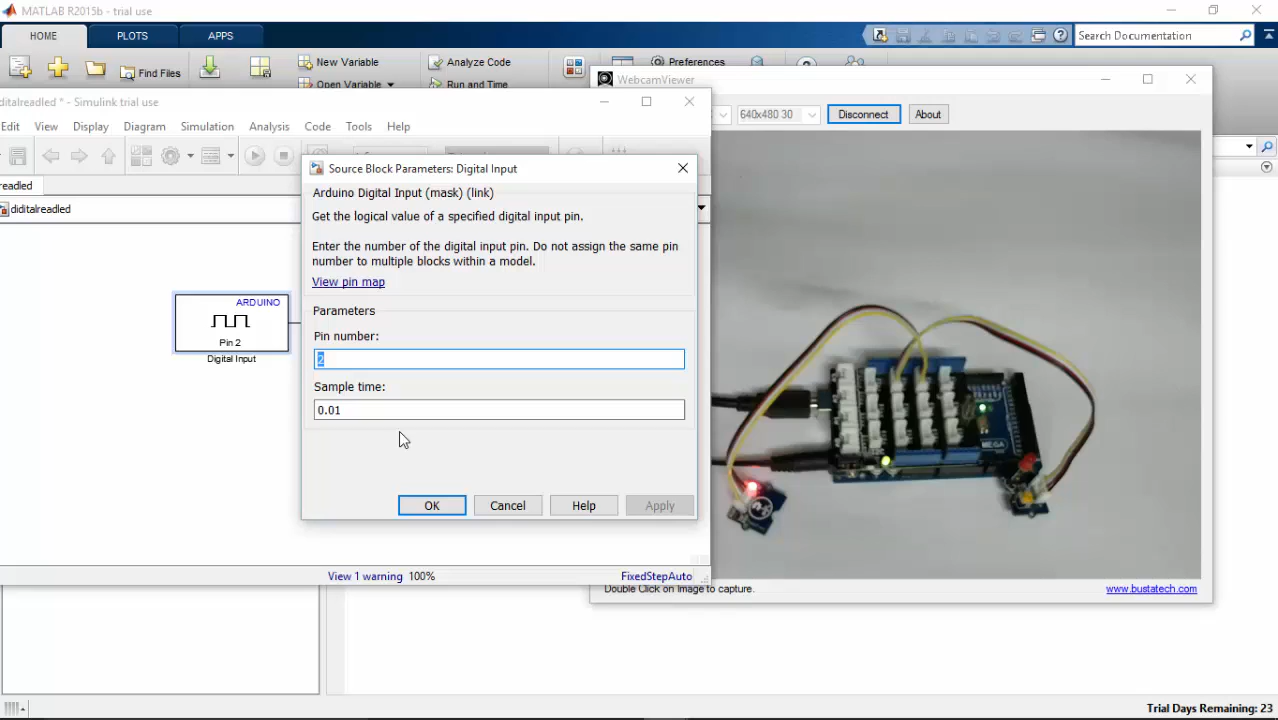 MATLAB R2015b - trial use
HOME
PLOTS
APPS
Search Documentation
Find Files
New Variable
Open Variable
Analyze Code
Run and Time
Preferences
WebcamViewer
640x480 30
Disconnect
About
diditalreadled * - Simulink trial use
Edit
View
Display
Diagram
Simulation
Analysis
Code
Tools
Help
readled
diditalreadled
ARDUINO
Pin 2
Digital Input
Source Block Parameters: Digital Input
Arduino Digital Input (mask) (link)
Get the logical value of a specified digital input pin.
Enter the number of the digital input pin. Do not assign the same pin
number to multiple blocks within a model.
View pin map
Parameters
Pin number:
2
Sample time:
0.01
OK
Cancel
Help
Apply
View 1 warning
100%
FixedStepAuto
MEGA
Double Click on Image to capture.
www.bustatech.com
Trial Days Remaining: 23